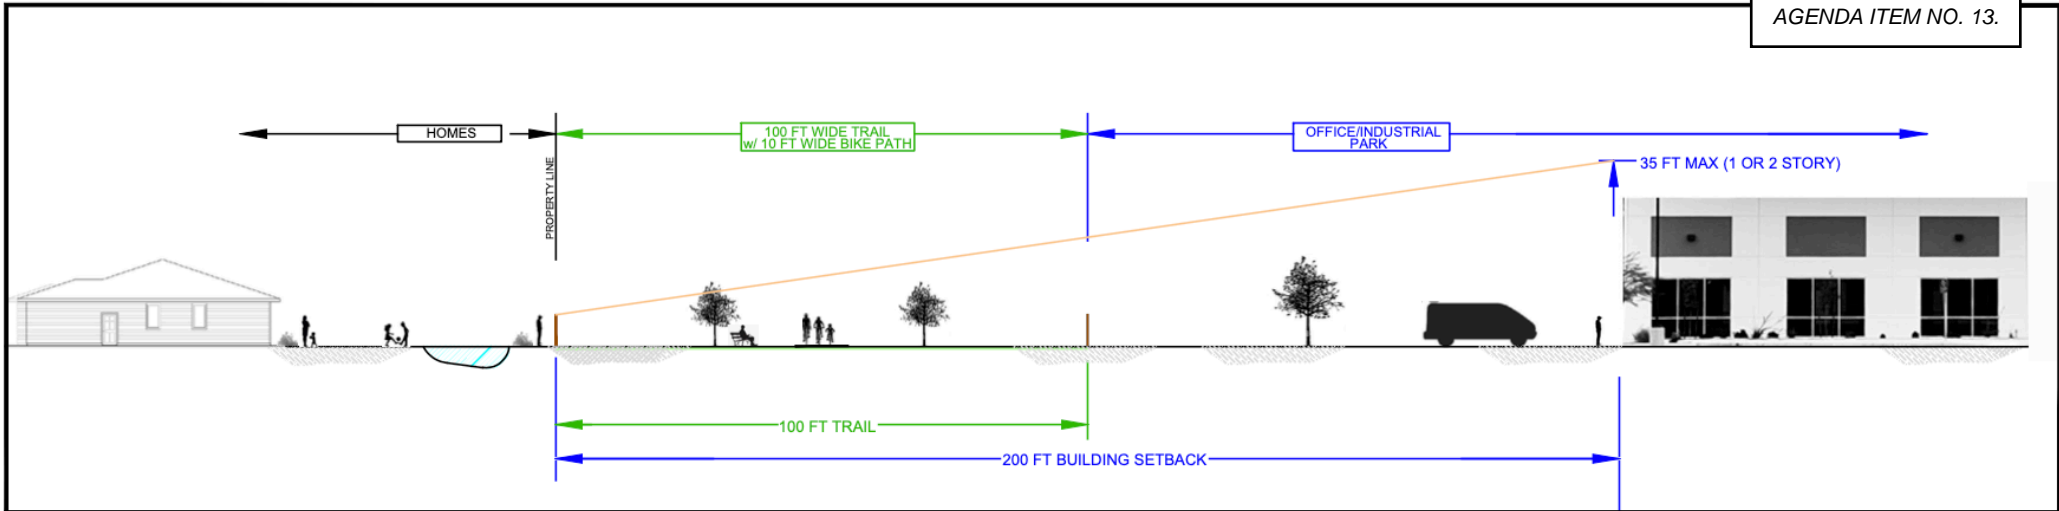 AGENDA ITEM NO. 13.
HOMES
100 FT WIDE TRAIL
w/ 10 FT WIDE BIKE PATH
OFFICE/INDUSTRIAL
PARK
PROPERTY LINE
35 FT MAX (1 OR 2 STORY)
100 FT TRAIL
200 FT BUILDING SETBACK